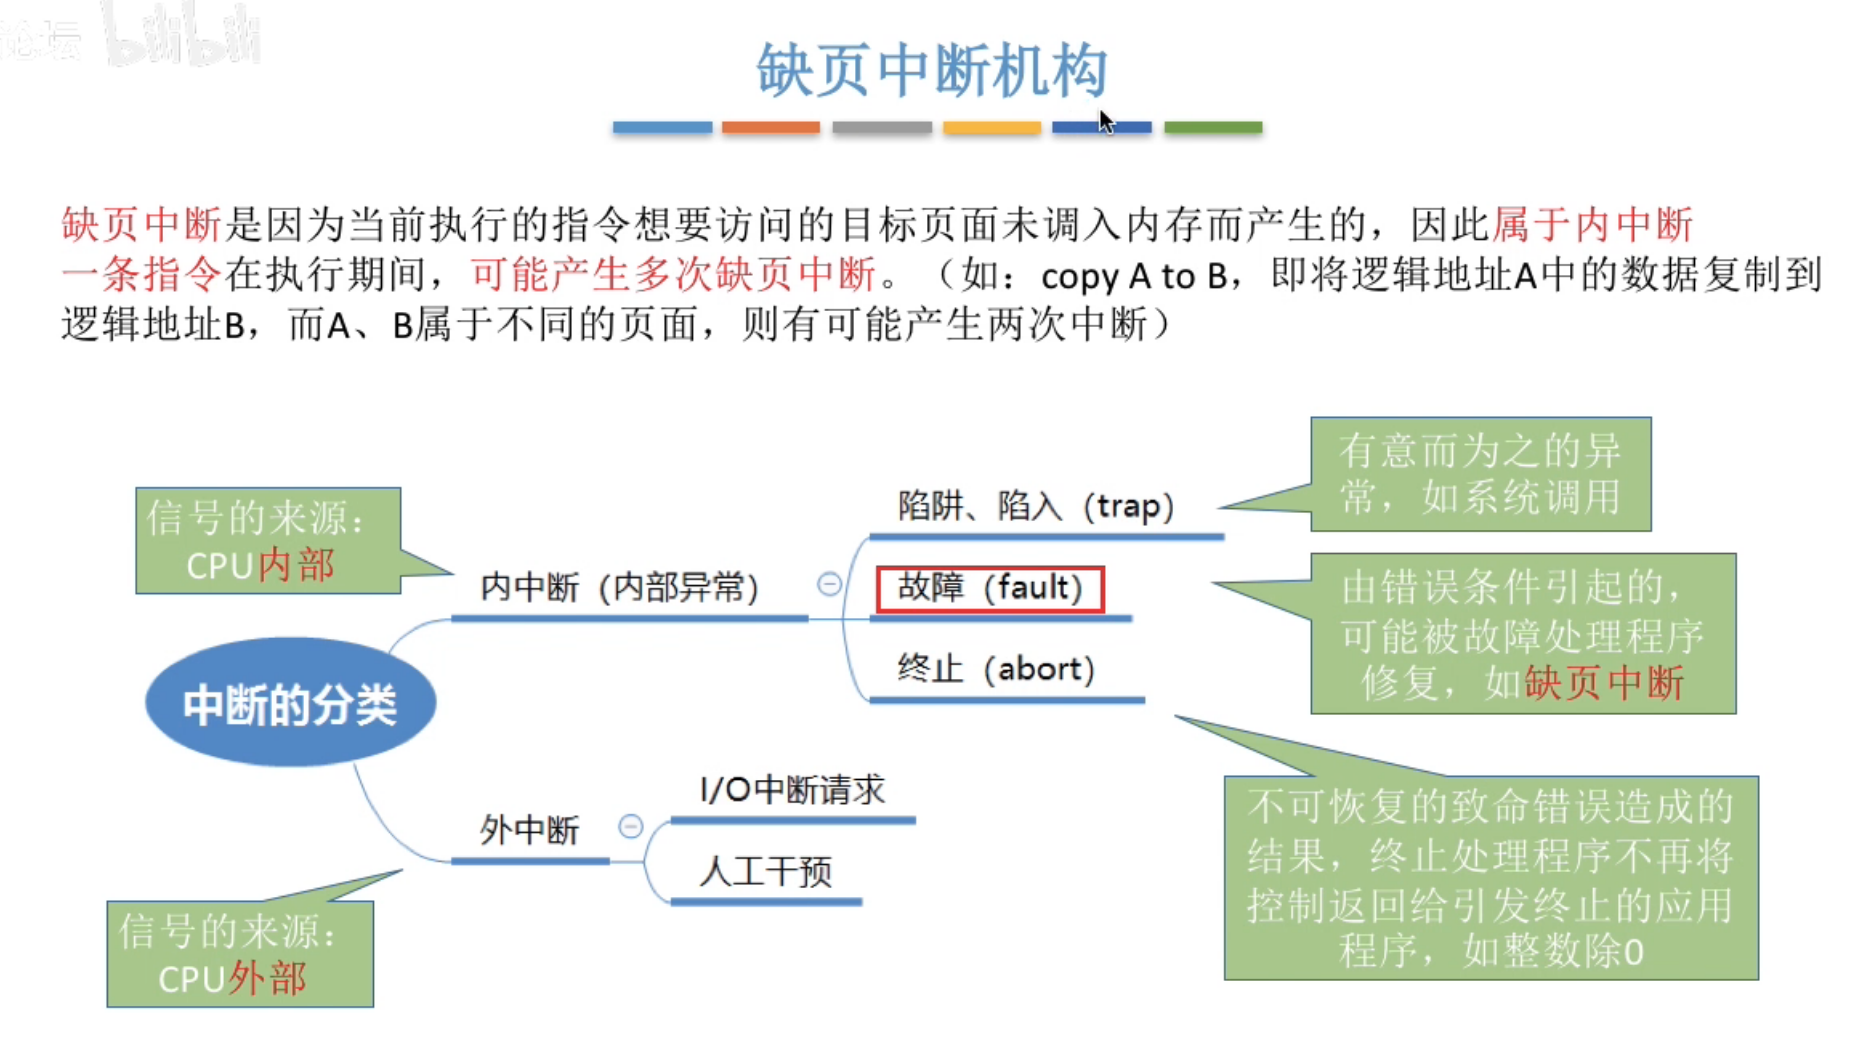 论坛 bilibili
缺页中断机构
缺页中断是因为当前执行的指令想要访问的目标页面未调入内存而产生的，因此属于内中断
一条指令在执行期间，可能产生多次缺页中断。（如：copy A to B，即将逻辑地址A中的数据复制到
逻辑地址B，而A、B属于不同的页面，则有可能产生两次中断）
信号的来源：
CPU内部
中断的分类
内中断（内部异常）
陷阱、陷入（trap）
有意而为之的异
常，如系统调用
故障（fault）
由错误条件引起的，
可能被故障处理程序
修复，如缺页中断
终止（abort）
不可恢复的致命错误造成的
结果，终止处理程序不再将
控制返回给引发终止的应用
程序，如整数除0
外中断
I/O中断请求
人工干预
信号的来源：
CPU外部